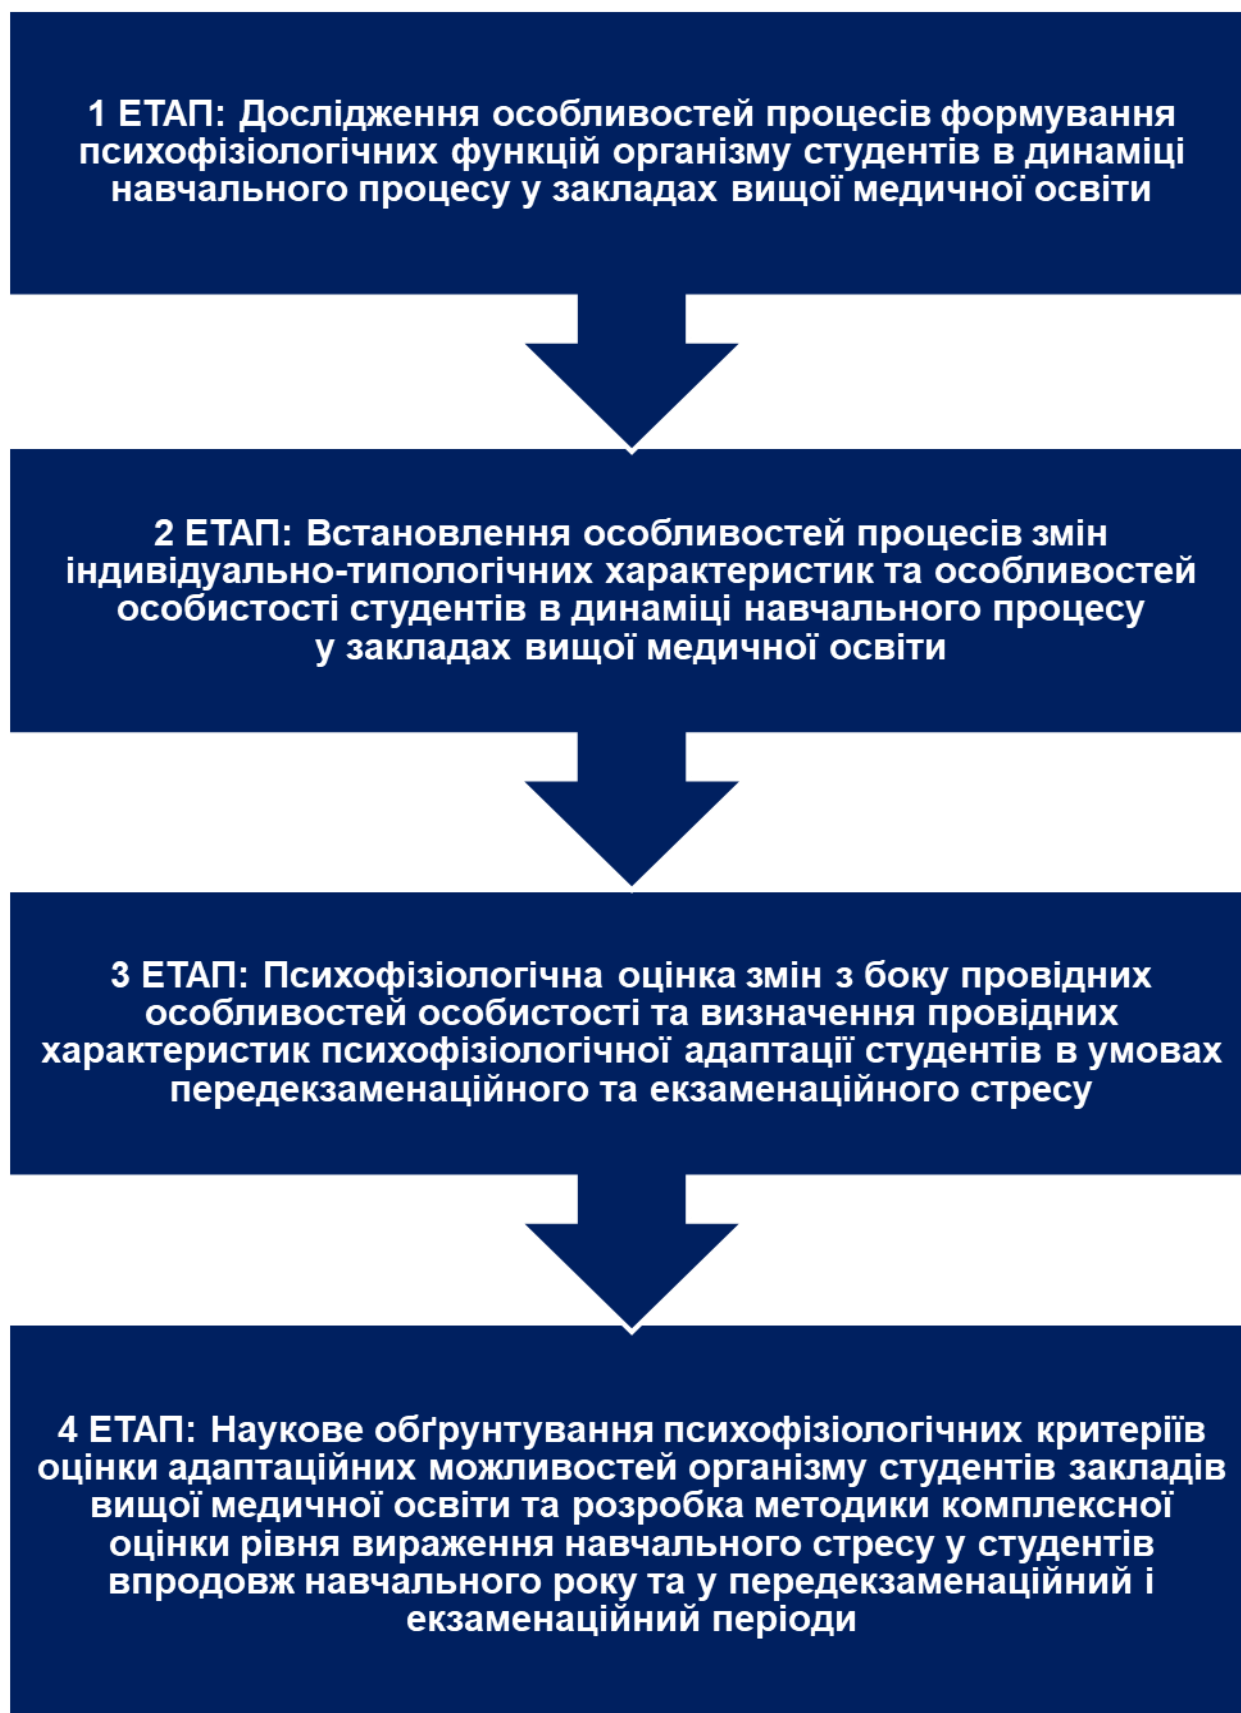 1 ЕТАП: Дослідження особливостей процесів формування
психофізіологічних функцій організму студентів в динаміці
навчального процесу у закладах вищої медичної освіти
2 ЕТАП: Встановлення особливостей процесів змін
індивідуально-типологічних характеристик та особливостей
особистості студентів в динаміці навчального процесу
у закладах вищої медичної освіти
3 ЕТАП: Психофізіологічна оцінка змін з боку провідних
особливостей особистості та визначення провідних
характеристик психофізіологічної адаптації студентів в умовах
передекзаменаційного та екзаменаційного стресу
4 ЕТАП: Наукове обґрунтування психофізіологічних критеріїв
оцінки адаптаційних можливостей організму студентів закладів
вищої медичної освіти та розробка методики комплексної
оцінки рівня вираження навчального стресу у студентів
впродовж навчального року та у передекзаменаційний і
екзаменаційний періоди